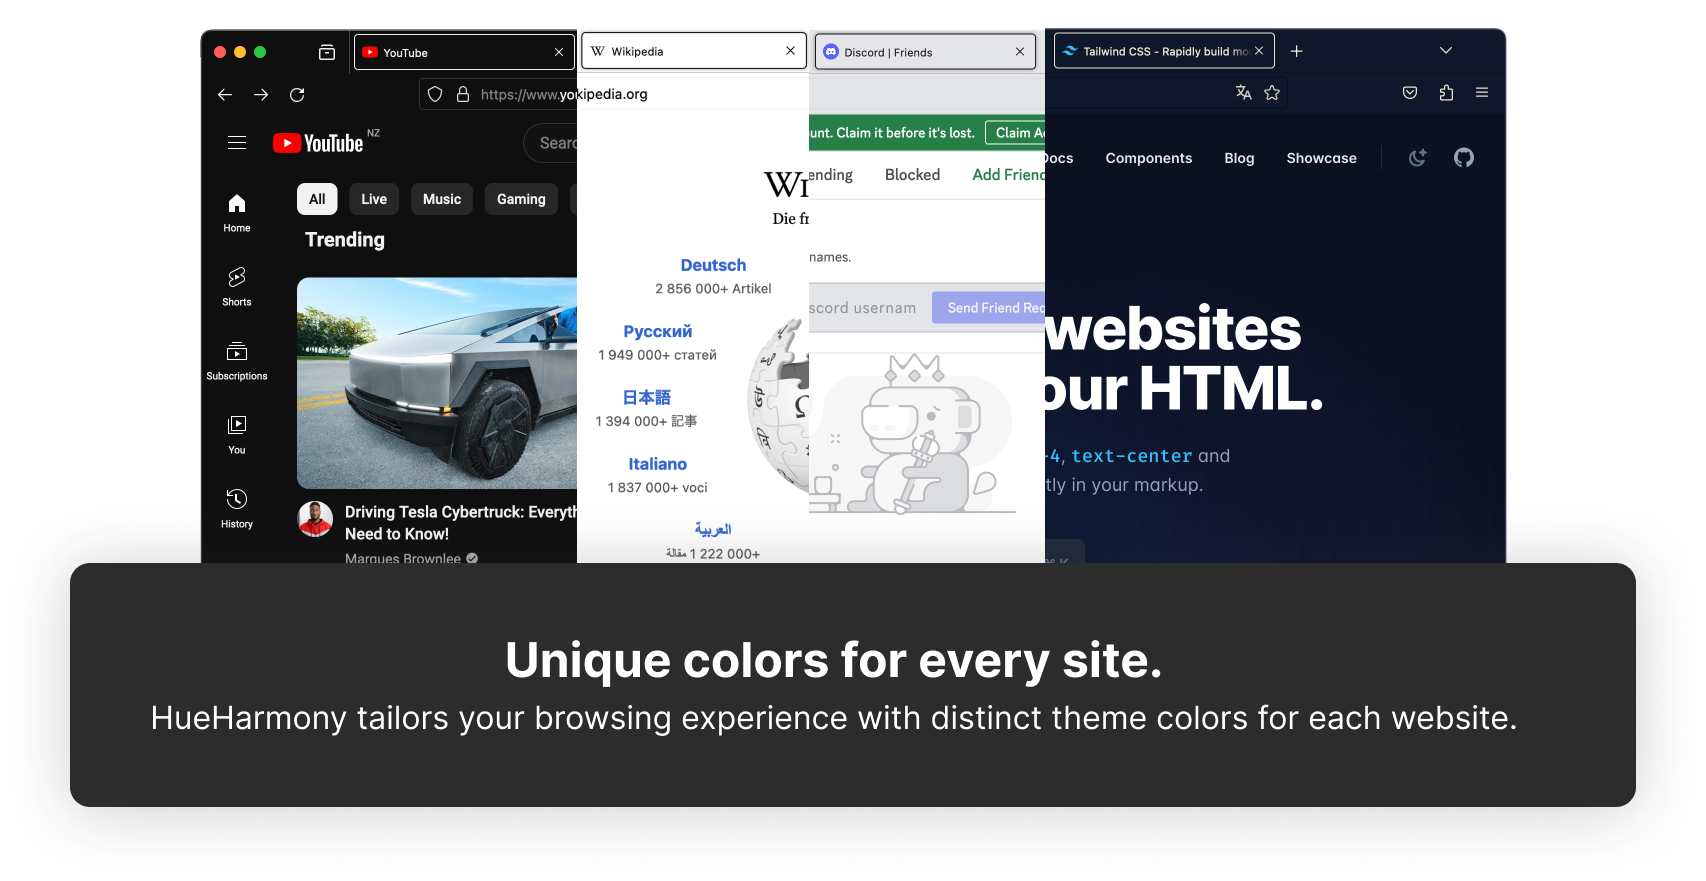 YouTube
Wikipedia
Discord | Friends
Tailwind CSS - Rapidly build mo
https://www.yo
kipedia.org
YouTube NZ
Sear
All
Live
Music
Gaming
Trending
Home
Shorts
Subscriptions
You
History
Driving Tesla Cybertruck: Everyth
Need to Know!
Marques Brownlee
WI
Die fr
Deutsch
2 856 000+ Artikel
Русский
1 949 000+ статей
日本語
1 394 000+ 記事
Italiano
1 837 000+ voci
العربية
1 222 000+ مقالة
Ω
unt. Claim it before it's lost.
Claim Ac
ending
Blocked
Add Friend
names.
scord usernam
Send Friend Rec
Docs
Components
Blog
Showcase
websites
our HTML.
-4, text-center and
tly in your markup.
Unique colors for every site.
HueHarmony tailors your browsing experience with distinct theme colors for each website.